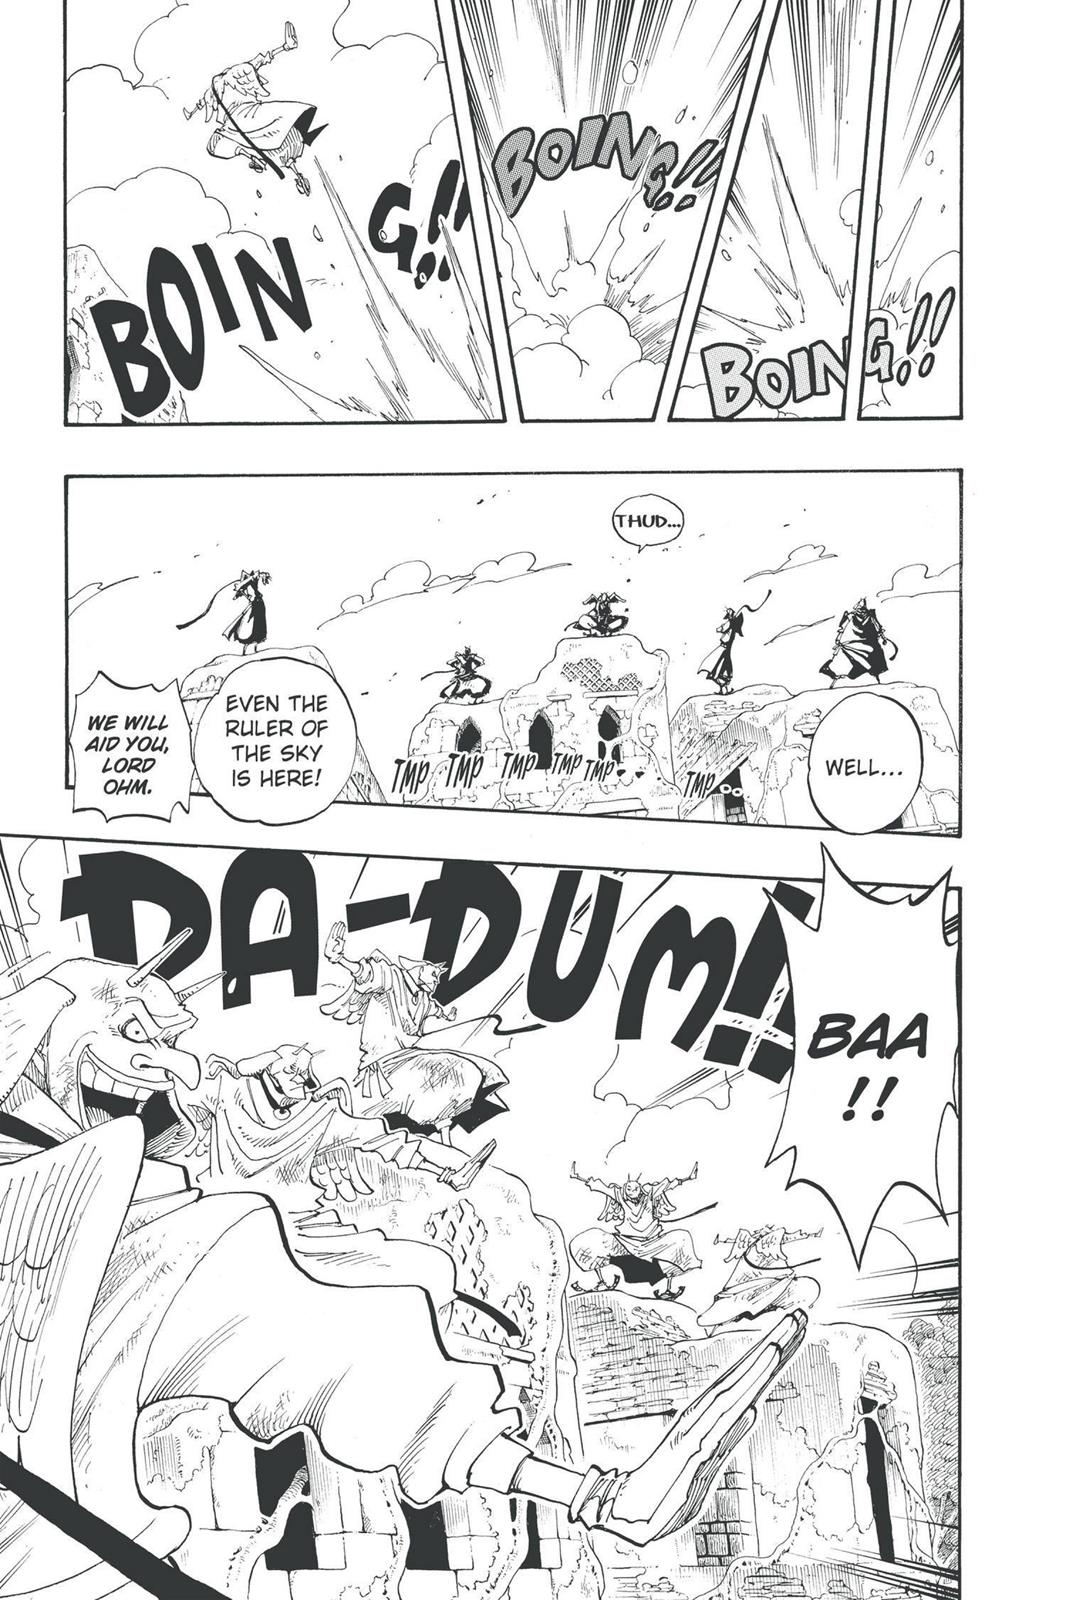 BOING!!
BOING!!
BOING!!
THUD...
WELL...
TMP
TMP
TMP
TMP
TMP
TMP
EVEN THE
RULER OF
THE SKY
IS HERE!
WE WILL
AID YOU,
LORD
OHM.
BAA
!!
DA-DUM!!